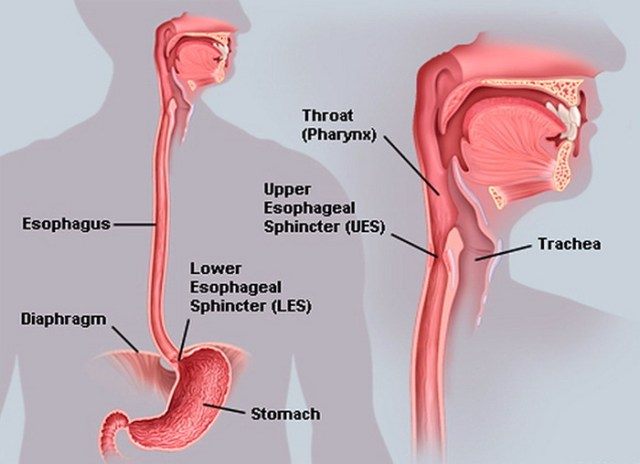 Throat
(Pharynx)
Upper
Esophageal
Sphincter (UES)
Esophagus
Trachea
Lower
Esophageal
Sphincter (LES)
Diaphragm
Stomach